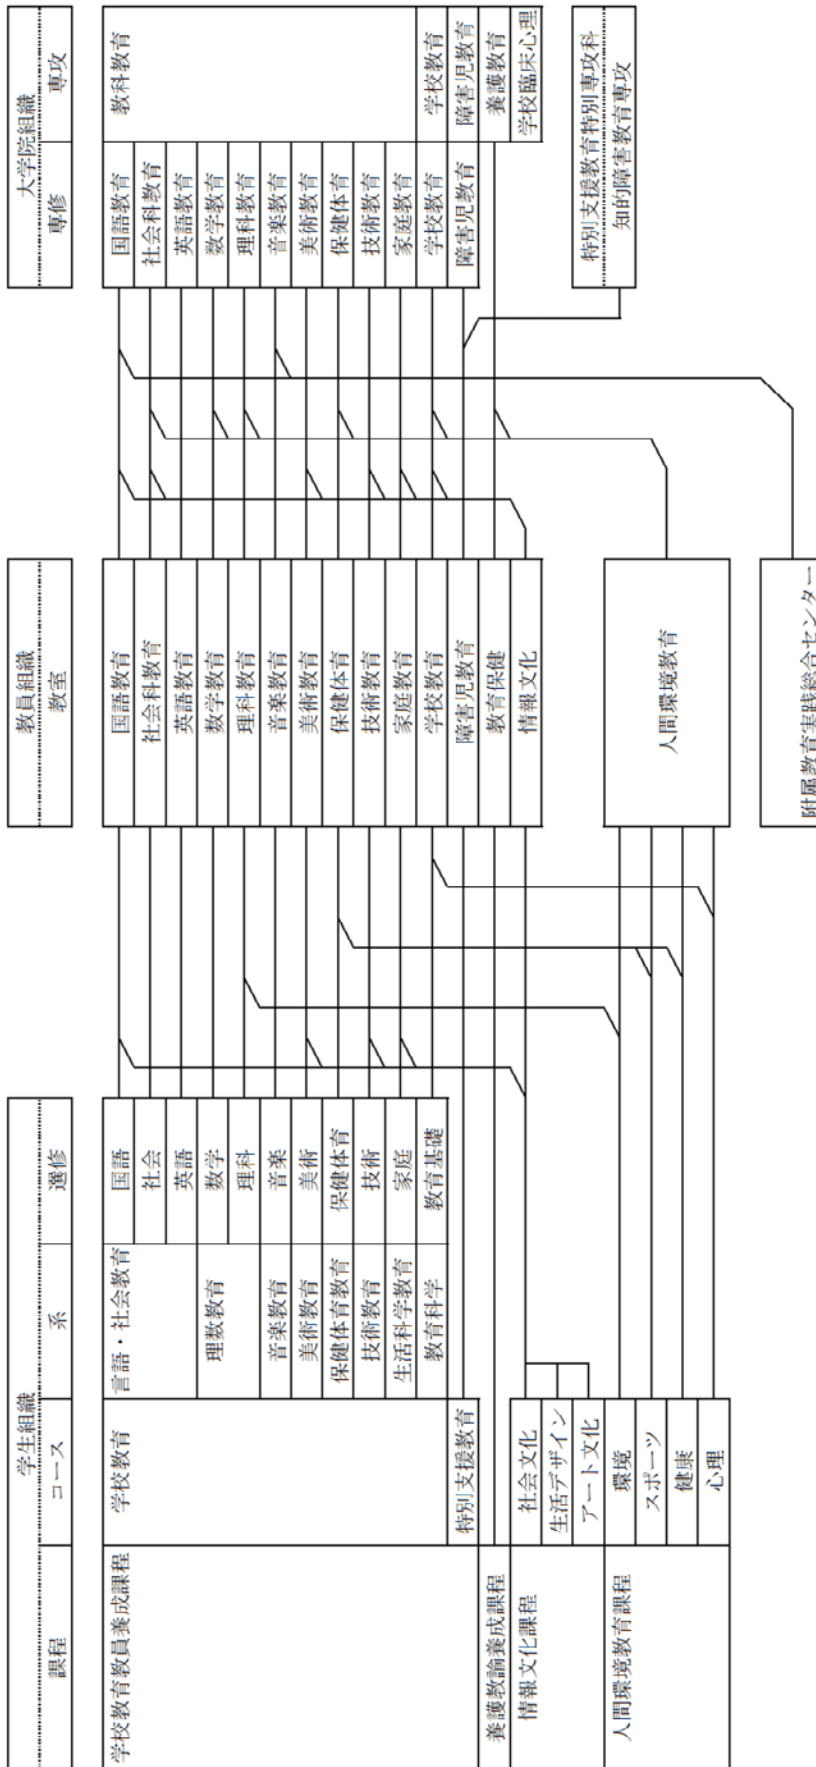 学生組織
課程
コース
系
選修
学校教育教員養成課程
学校教育
言語・社会教育
国語
社会
英語
理数教育
数学
理科
音楽教育
音楽
美術教育
美術
保健体育教育
保健体育
技術教育
技術
生活科学教育
家庭
教育科学
教育基礎
特別支援教育
養護教諭養成課程
情報文化課程
社会文化
生活デザイン
アート文化
人間環境教育課程
環境
スポーツ
健康
心理
教員組織
教室
国語教育
社会科教育
英語教育
数学教育
理科教育
音楽教育
美術教育
保健体育
技術教育
家庭教育
学校教育
障害児教育
教育保健
情報文化
人間環境教育
附属教育実践総合センター
大学院組織
専修
専攻
国語教育
社会科教育
英語教育
数学教育
理科教育
音楽教育
美術教育
保健体育
技術教育
家庭教育
教科教育
学校教育
学校教育
障害児教育
障害児教育
養護教育
学校臨床心理
特別支援教育特別専攻科
知的障害教育専攻